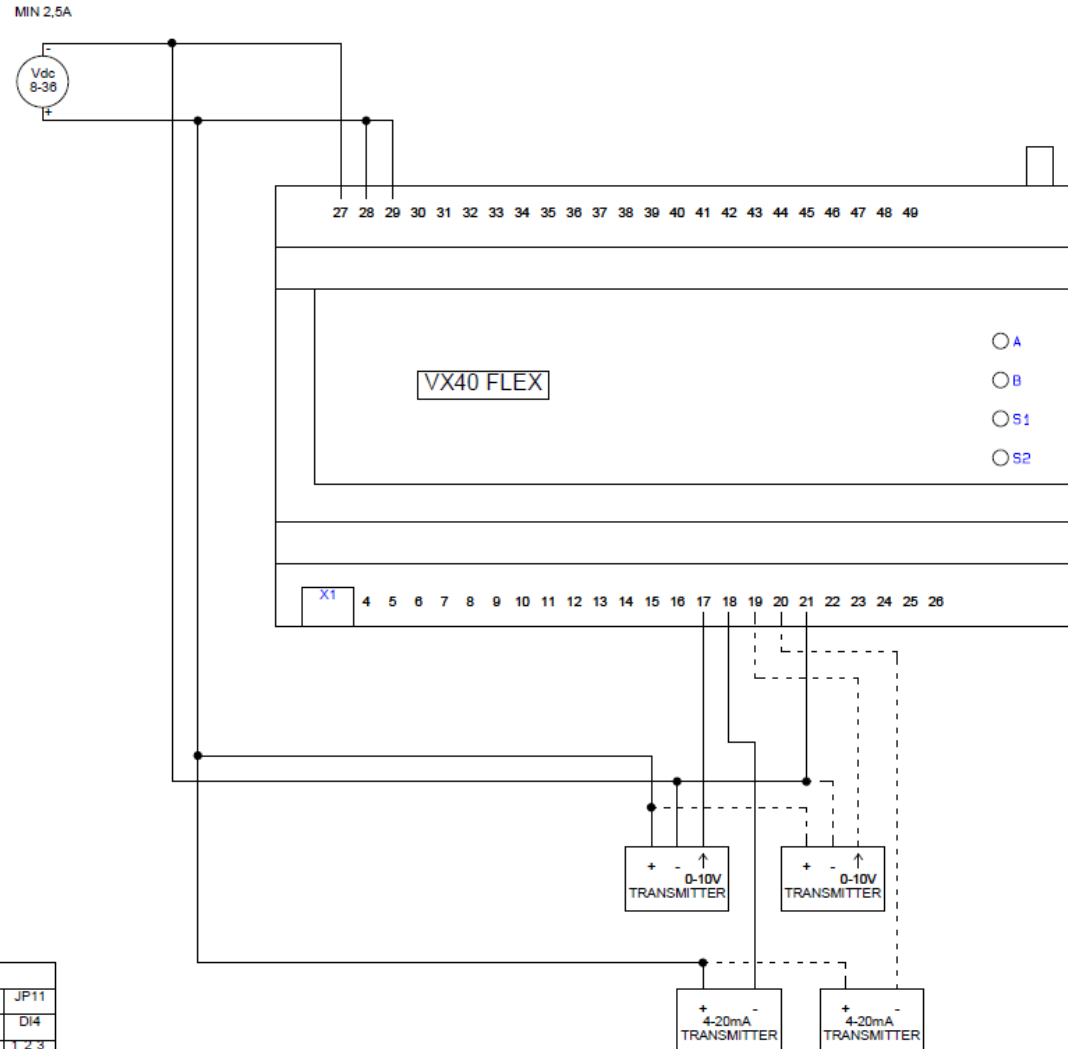 MIN 2,5A
-
Vdc
8-36
+
27 28 29 30 31 32 33 34 35 36 37 38 39 40 41 42 43 44 45 46 47 48 49
A
VX40 FLEX
B
S1
S2
X1 4 5 6 7 8 9 10 11 12 13 14 15 16 17 18 19 20 21 22 23 24 25 26
+ -
0-10V
TRANSMITTER
+ -
0-10V
TRANSMITTER
JP11
DI4
1 2 3
+ -
4-20mA
TRANSMITTER
+ -
4-20mA
TRANSMITTER